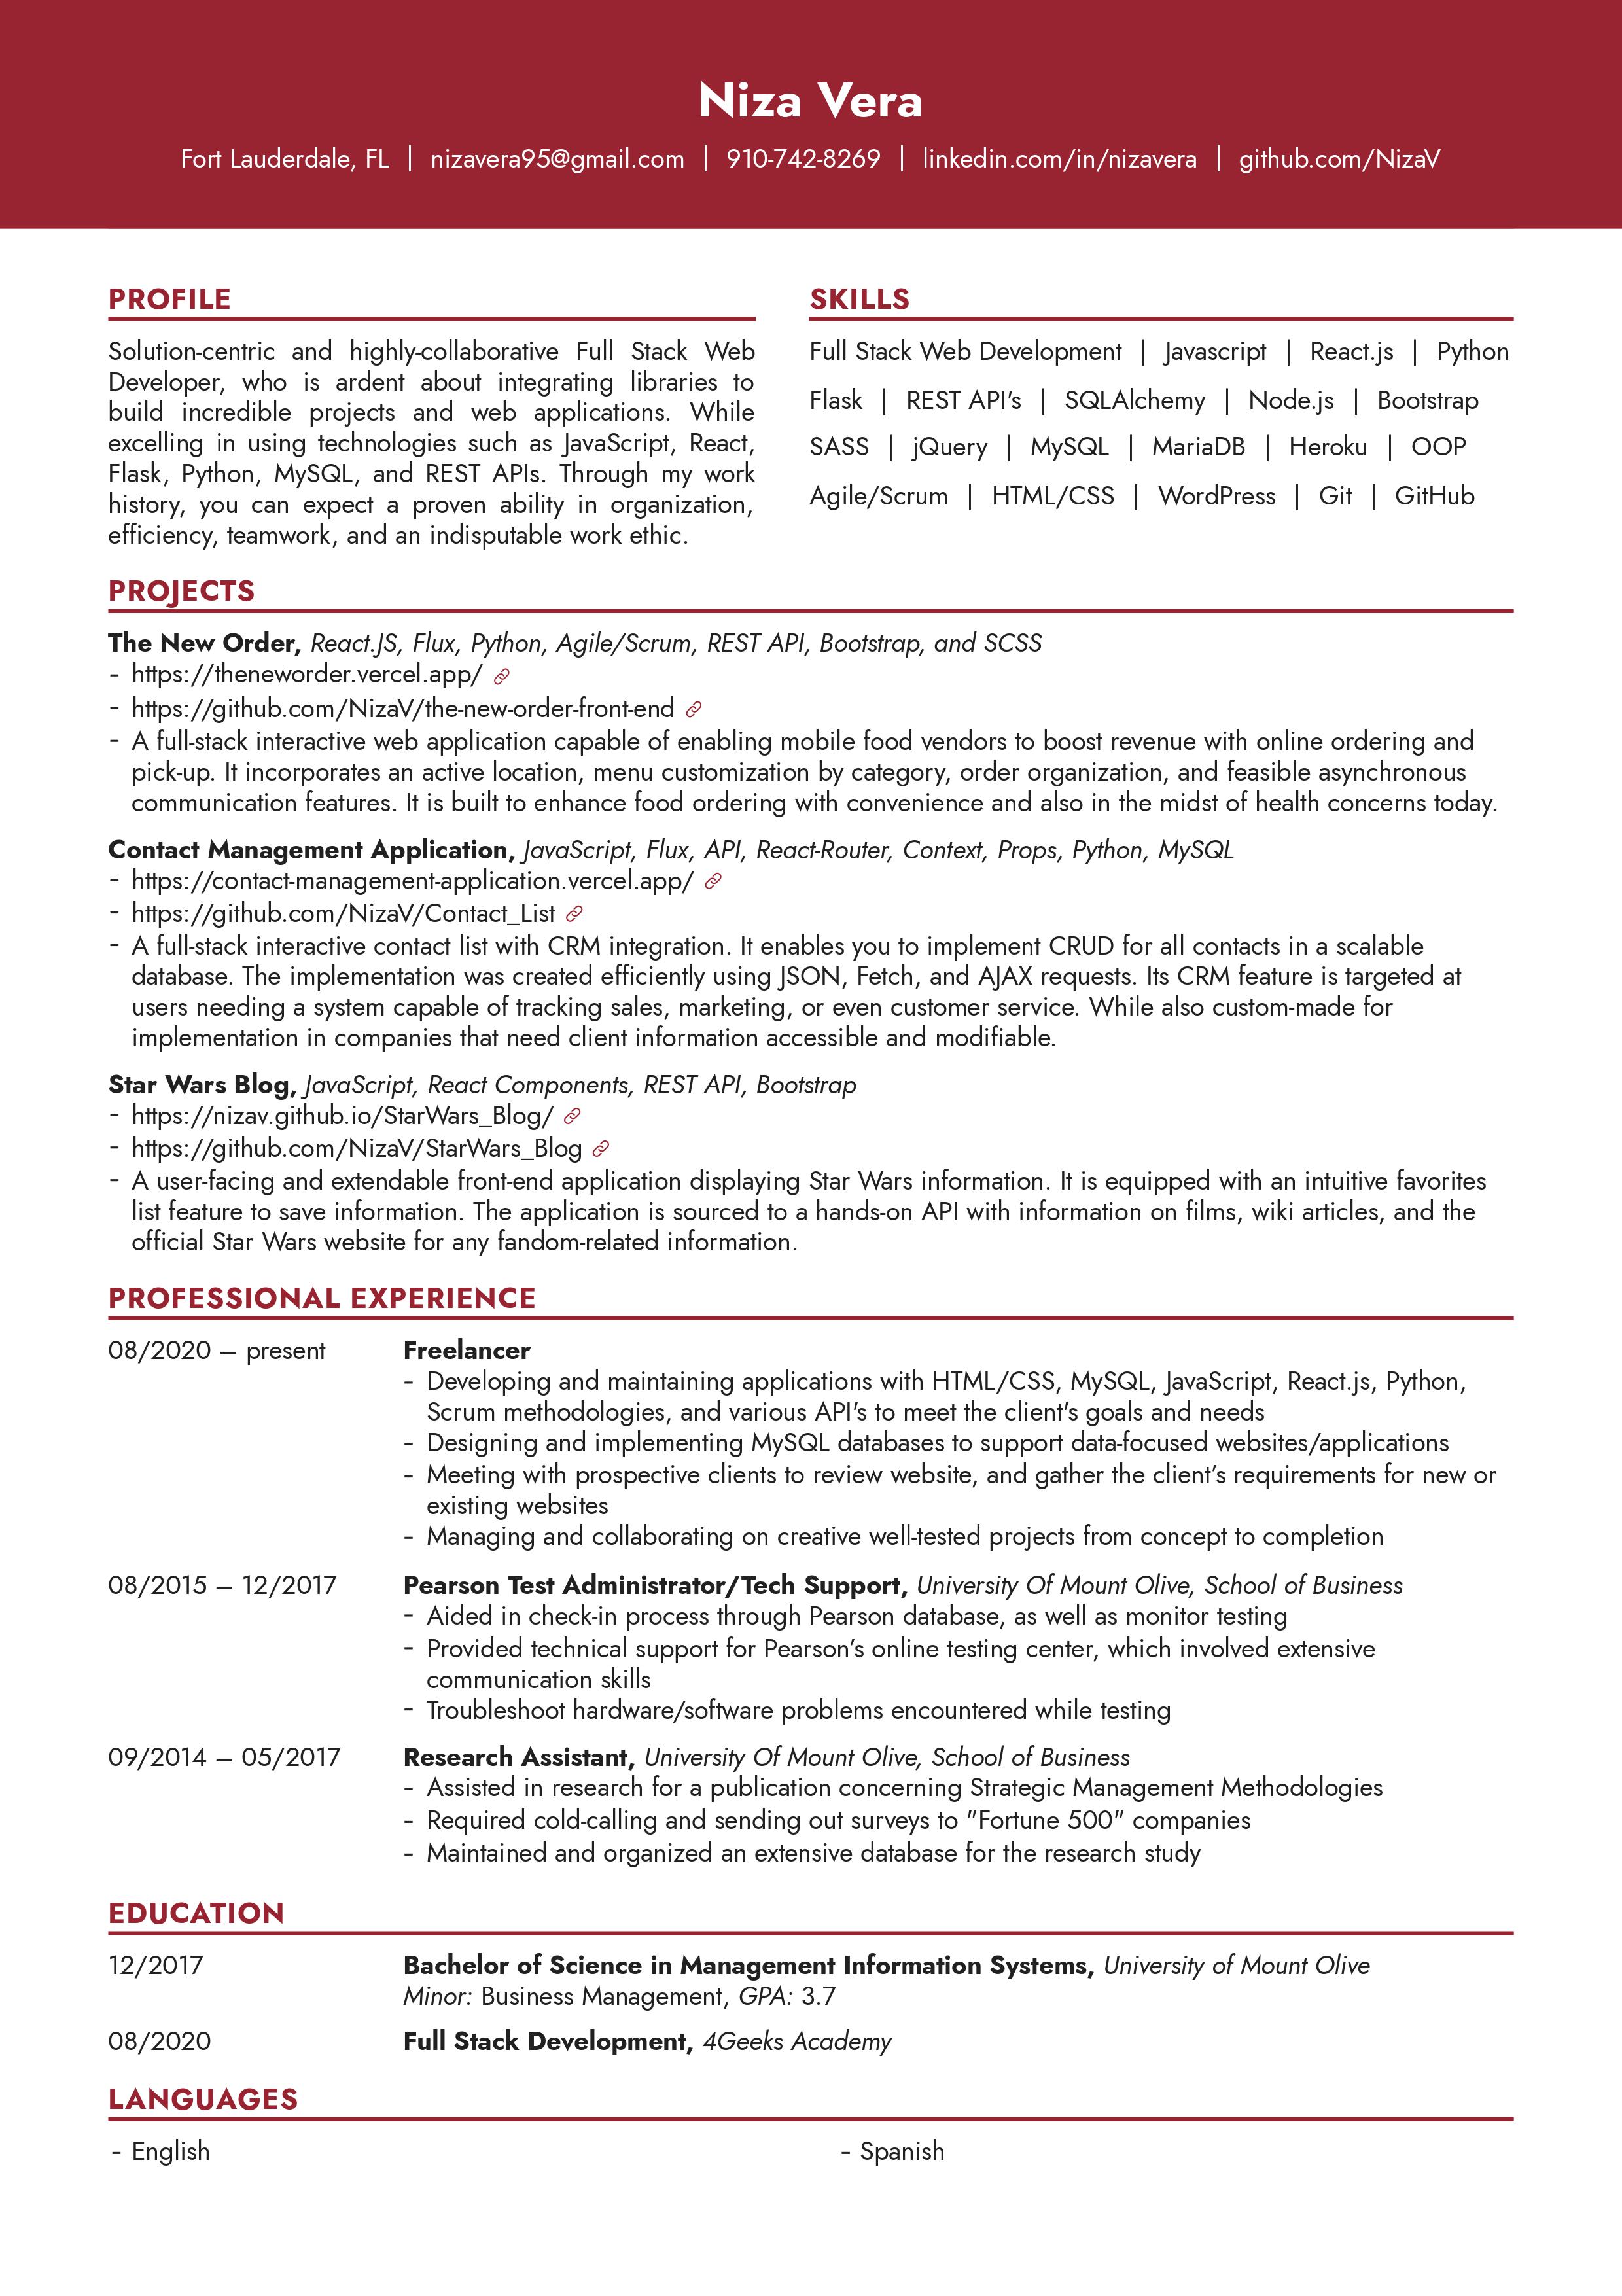 Niza Vera
Fort Lauderdale, FL | nizavera95@gmail.com | 910-742-8269 | linkedin.com/in/nizavera | github.com/NizaV
PROFILE
Solution-centric and highly-collaborative Full Stack Web
Developer, who is ardent about integrating libraries to
build incredible projects and web applications. While
excelling in using technologies such as JavaScript, React,
Flask, Python, MySQL, and REST APIs. Through my work
history, you can expect a proven ability in organization,
efficiency, teamwork, and an indisputable work ethic.
SKILLS
Full Stack Web Development | Javascript | React.js | Python
Flask | REST API's | SQLAlchemy | Node.js | Bootstrap
SASS | jQuery | MySQL | MariaDB | Heroku | OOP
Agile/Scrum | HTML/CSS | WordPress | Git | GitHub
PROJECTS
The New Order, React.JS, Flux, Python, Agile/Scrum, REST API, Bootstrap, and SCSS
- https://theneworder.vercel.app/
- https://github.com/NizaV/the-new-order-front-end
- A full-stack interactive web application capable of enabling mobile food vendors to boost revenue with online ordering and
pick-up. It incorporates an active location, menu customization by category, order organization, and feasible asynchronous
communication features. It is built to enhance food ordering with convenience and also in the midst of health concerns today.
Contact Management Application, JavaScript, Flux, API, React-Router, Context, Props, Python, MySQL
- https://contact-management-application.vercel.app/
- https://github.com/NizaV/Contact_List
- A full-stack interactive contact list with CRM integration. It enables you to implement CRUD for all contacts in a scalable
database. The implementation was created efficiently using JSON, Fetch, and AJAX requests. Its CRM feature is targeted at
users needing a system capable of tracking sales, marketing, or even customer service. While also custom-made for
implementation in companies that need client information accessible and modifiable.
Star Wars Blog, JavaScript, React Components, REST API, Bootstrap
- https://nizav.github.io/StarWars_Blog/
- https://github.com/NizaV/StarWars_Blog
- A user-facing and extendable front-end application displaying Star Wars information. It is equipped with an intuitive favorites
list feature to save information. The application is sourced to a hands-on API with information on films, wiki articles, and the
official Star Wars website for any fandom-related information.
PROFESSIONAL EXPERIENCE
08/2020 – present Freelancer
- Developing and maintaining applications with HTML/CSS, MySQL, JavaScript, React.js, Python,
Scrum methodologies, and various API's to meet the client's goals and needs
- Designing and implementing MySQL databases to support data-focused websites/applications
- Meeting with prospective clients to review website, and gather the client’s requirements for new or
existing websites
- Managing and collaborating on creative well-tested projects from concept to completion
08/2015 – 12/2017 Pearson Test Administrator/Tech Support, University Of Mount Olive, School of Business
- Aided in check-in process through Pearson database, as well as monitor testing
- Provided technical support for Pearson’s online testing center, which involved extensive
communication skills
- Troubleshoot hardware/software problems encountered while testing
09/2014 – 05/2017 Research Assistant, University Of Mount Olive, School of Business
- Assisted in research for a publication concerning Strategic Management Methodologies
- Required cold-calling and sending out surveys to "Fortune 500" companies
- Maintained and organized an extensive database for the research study
EDUCATION
12/2017 Bachelor of Science in Management Information Systems, University of Mount Olive
Minor: Business Management, GPA: 3.7
08/2020 Full Stack Development, 4Geeks Academy
LANGUAGES
- English - Spanish